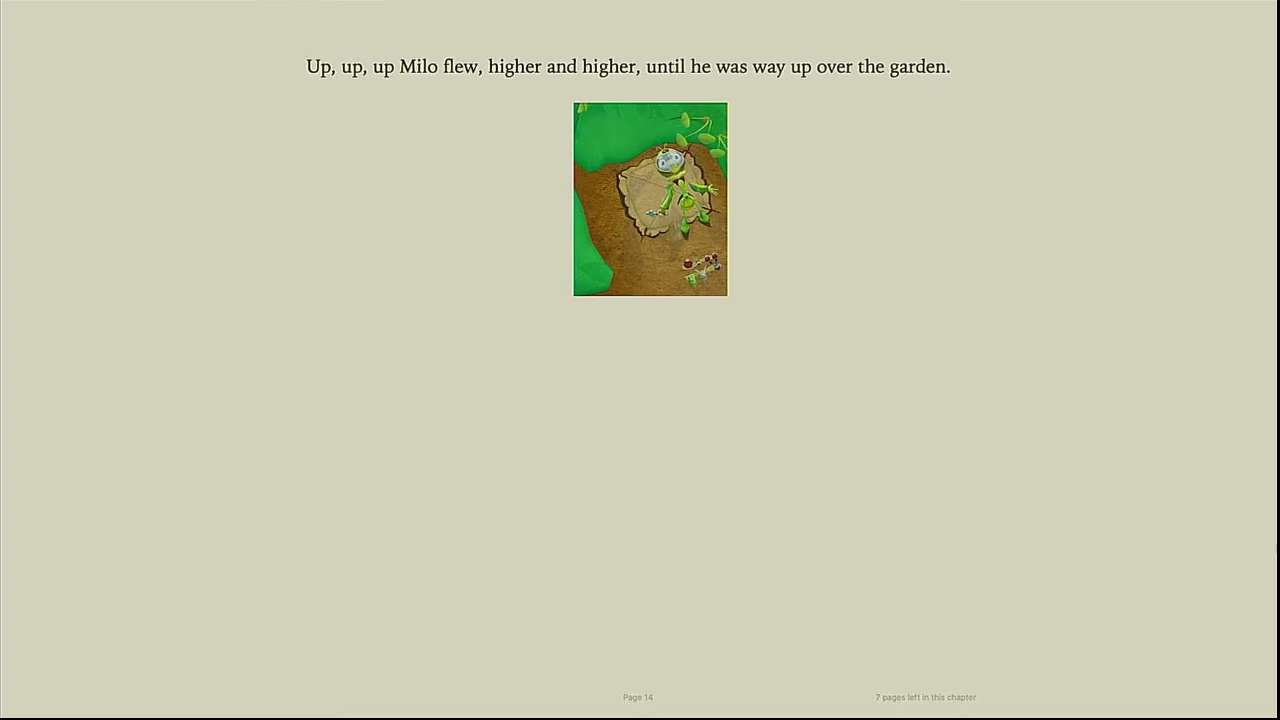 Up, up, up Milo flew, higher and higher, until he was way up over the garden.
Page 14
7 pages left in this chapter